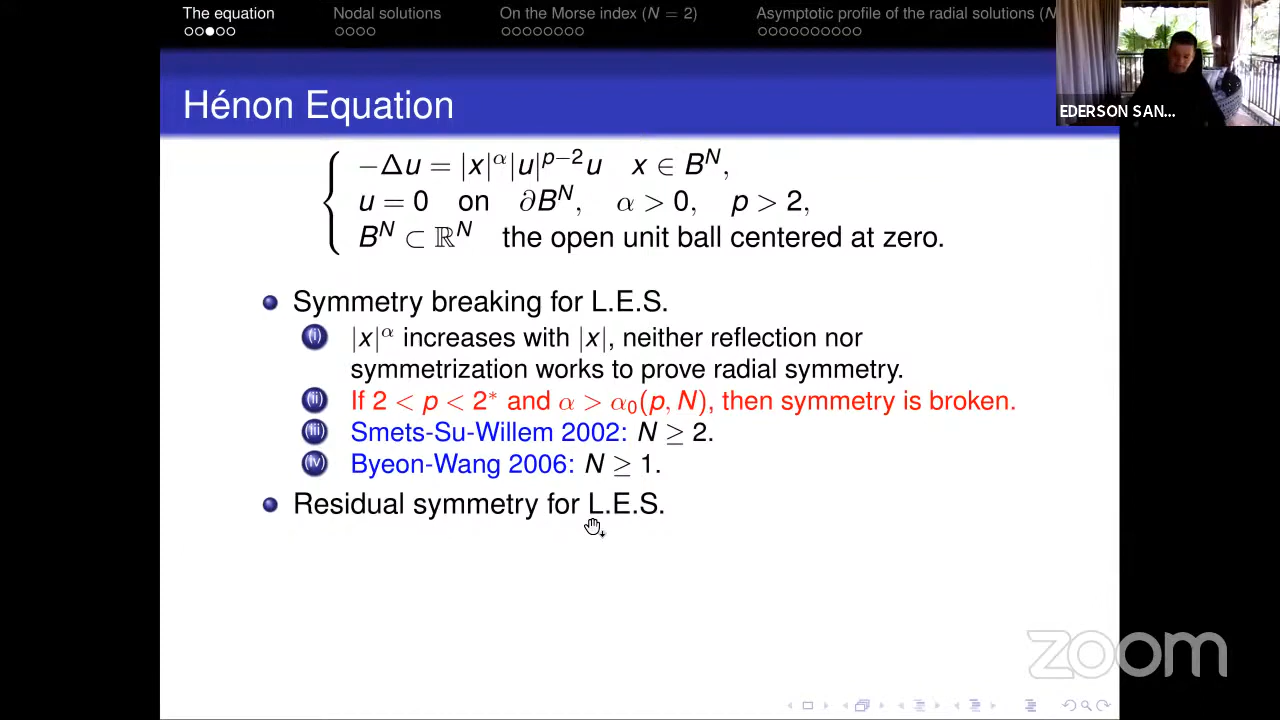 The equation
Nodal solutions
On the Morse index (N = 2)
Asymptotic profile of the radial solutions (N
EDERSON SAN...
Hénon Equation
−Δu = |x|^α|u|^{p−2}u x ∈ B^N,
u = 0 on ∂B^N, α > 0, p > 2,
B^N ⊂ ℝ^N the open unit ball centered at zero.
Symmetry breaking for L.E.S.
(i) |x|^α increases with |x|, neither reflection nor
symmetrization works to prove radial symmetry.
(ii) If 2 < p < 2* and α > α₀(p, N), then symmetry is broken.
(iii) Smets-Su-Willem 2002: N ≥ 2.
(iv) Byeon-Wang 2006: N ≥ 1.
Residual symmetry for L.E.S.
zoom